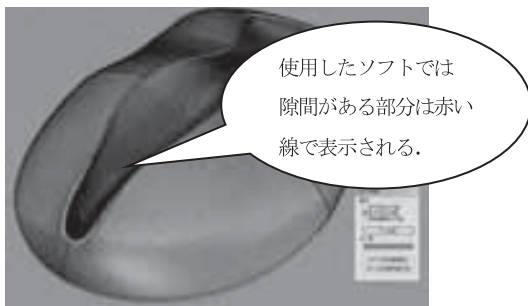 使用したソフトでは
隙間がある部分は赤い
線で表示される．